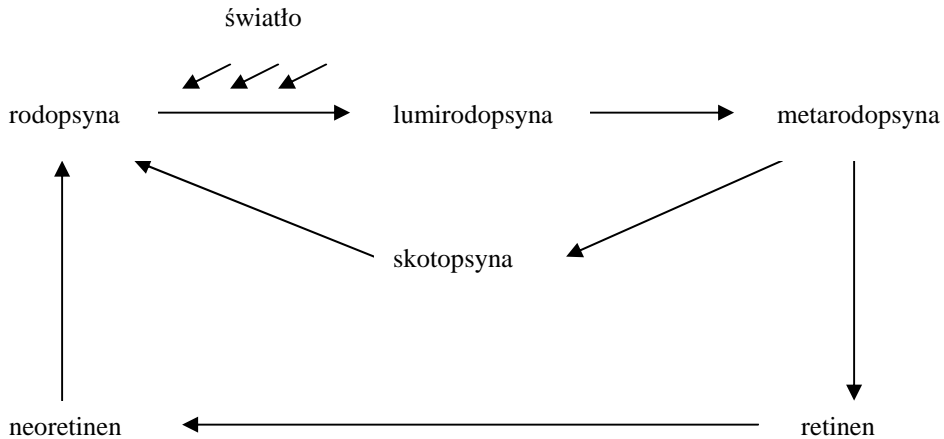 światło
rodopsyna lumirodopsyna metarodopsyna
skotopsyna
neoretinen retinen